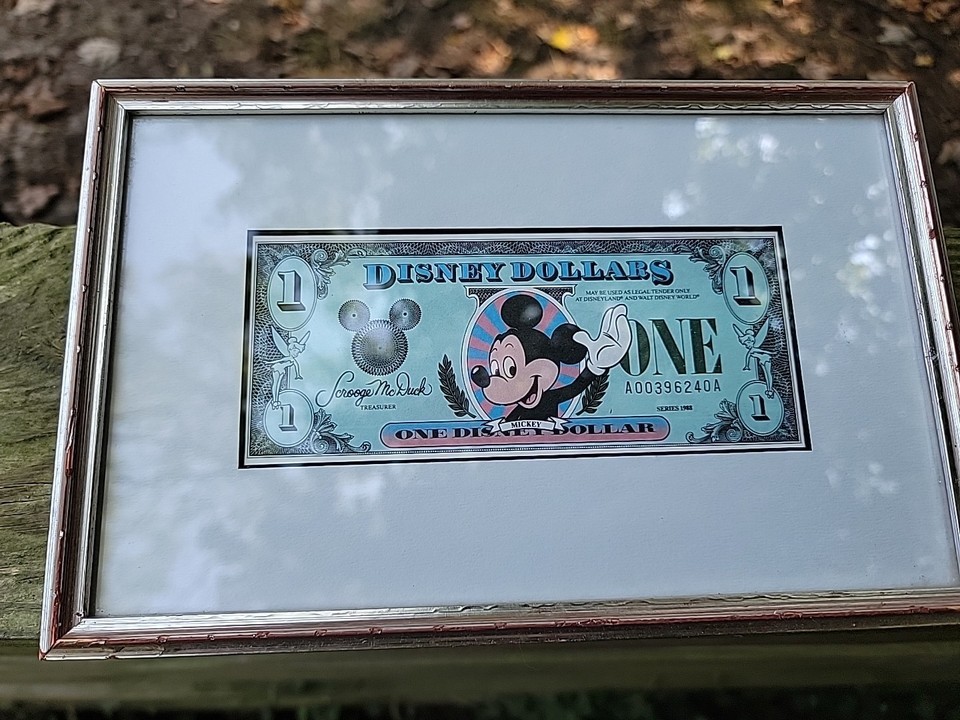 1
DISNEY DOLLARS
1
MAY BE USED AS LEGAL TENDER ONLY
AT DISNEYLAND® AND WALT DISNEY WORLD®
ONE
A00396240A
Scrooge McDuck
TREASURER
SERIES 1988
1
MICKEY
1
ONE DISNEY DOLLAR